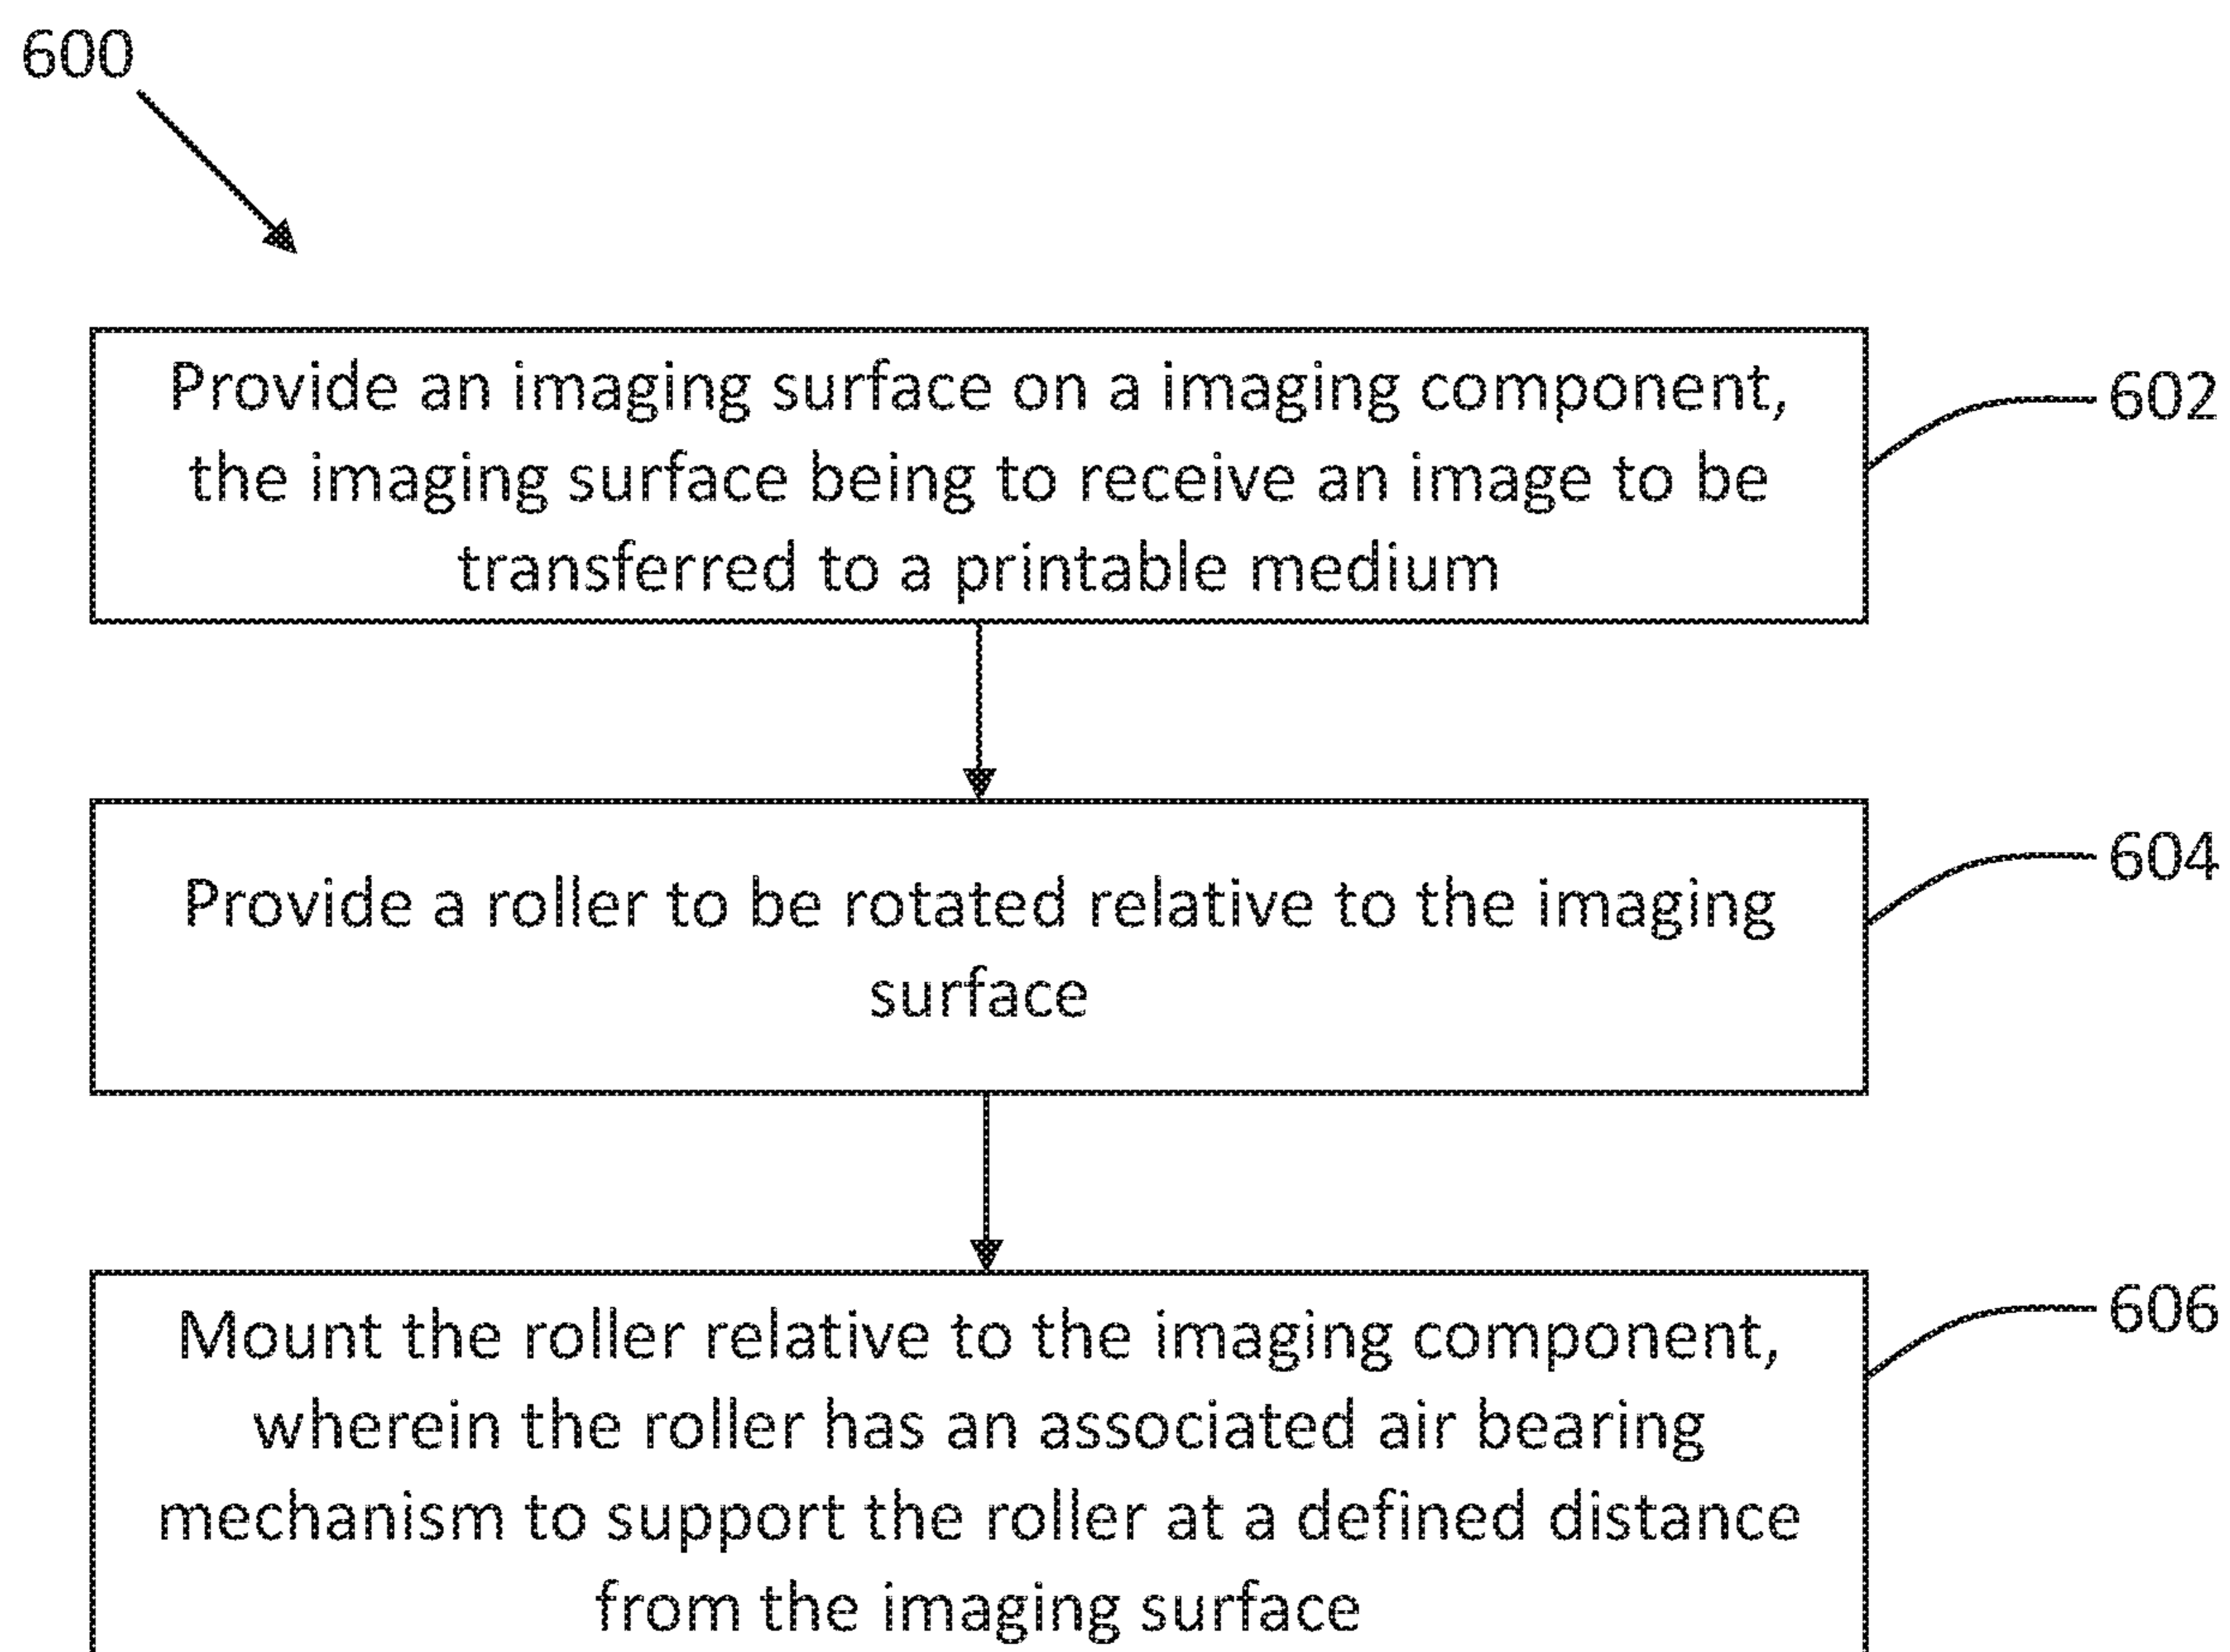 600
Provide an imaging surface on a imaging component,
the imaging surface being to receive an image to be
transferred to a printable medium
602
Provide a roller to be rotated relative to the imaging
surface
604
Mount the roller relative to the imaging component,
wherein the roller has an associated air bearing
mechanism to support the roller at a defined distance
from the imaging surface
606